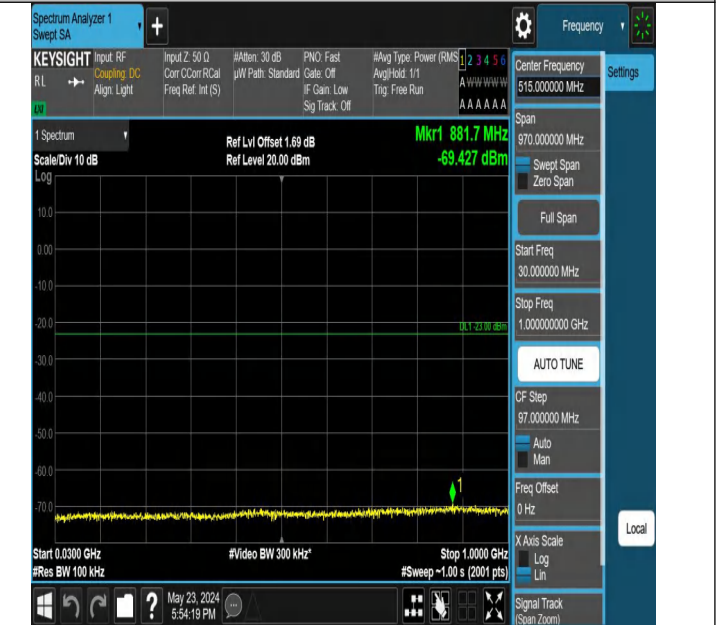 Spectrum Analyzer 1
Swept SA
+
Frequency
KEYSIGHT
RL
Input: RF
Coupling: DC
Align: Light
Input Z: 50 Ω
Corr CCorr RCal
Freq Ref: Int (S)
#Atten: 30 dB
µW Path: Standard
PNO: Fast
Gate: Off
IF Gain: Low
Sig Track: Off
#Avg Type: Power (RMS
Avg|Hold: 1/1
Trig: Free Run
1 2 3 4 5 6
A W W W W W
A A A A A A
1 Spectrum
Scale/Div 10 dB
Log
Ref Lvl Offset 1.69 dB
Ref Level 20.00 dBm
Mkr1 881.7 MHz
-69.427 dBm
10.0
0.00
-10.0
-20.0
DL1 -23.00 dBm
-30.0
-40.0
-50.0
-60.0
-70.0
1
Start 0.0300 GHz
#Res BW 100 kHz
#Video BW 300 kHz*
Stop 1.0000 GHz
#Sweep ~1.00 s (2001 pts)
May 23, 2024
5:54:19 PM
Center Frequency
515.000000 MHz
Settings
Span
970.000000 MHz
Swept Span
Zero Span
Full Span
Start Freq
30.000000 MHz
Stop Freq
1.000000000 GHz
AUTO TUNE
CF Step
97.000000 MHz
Auto
Man
Freq Offset
0 Hz
X Axis Scale
Log
Lin
Signal Track
(Span Zoom)
Local